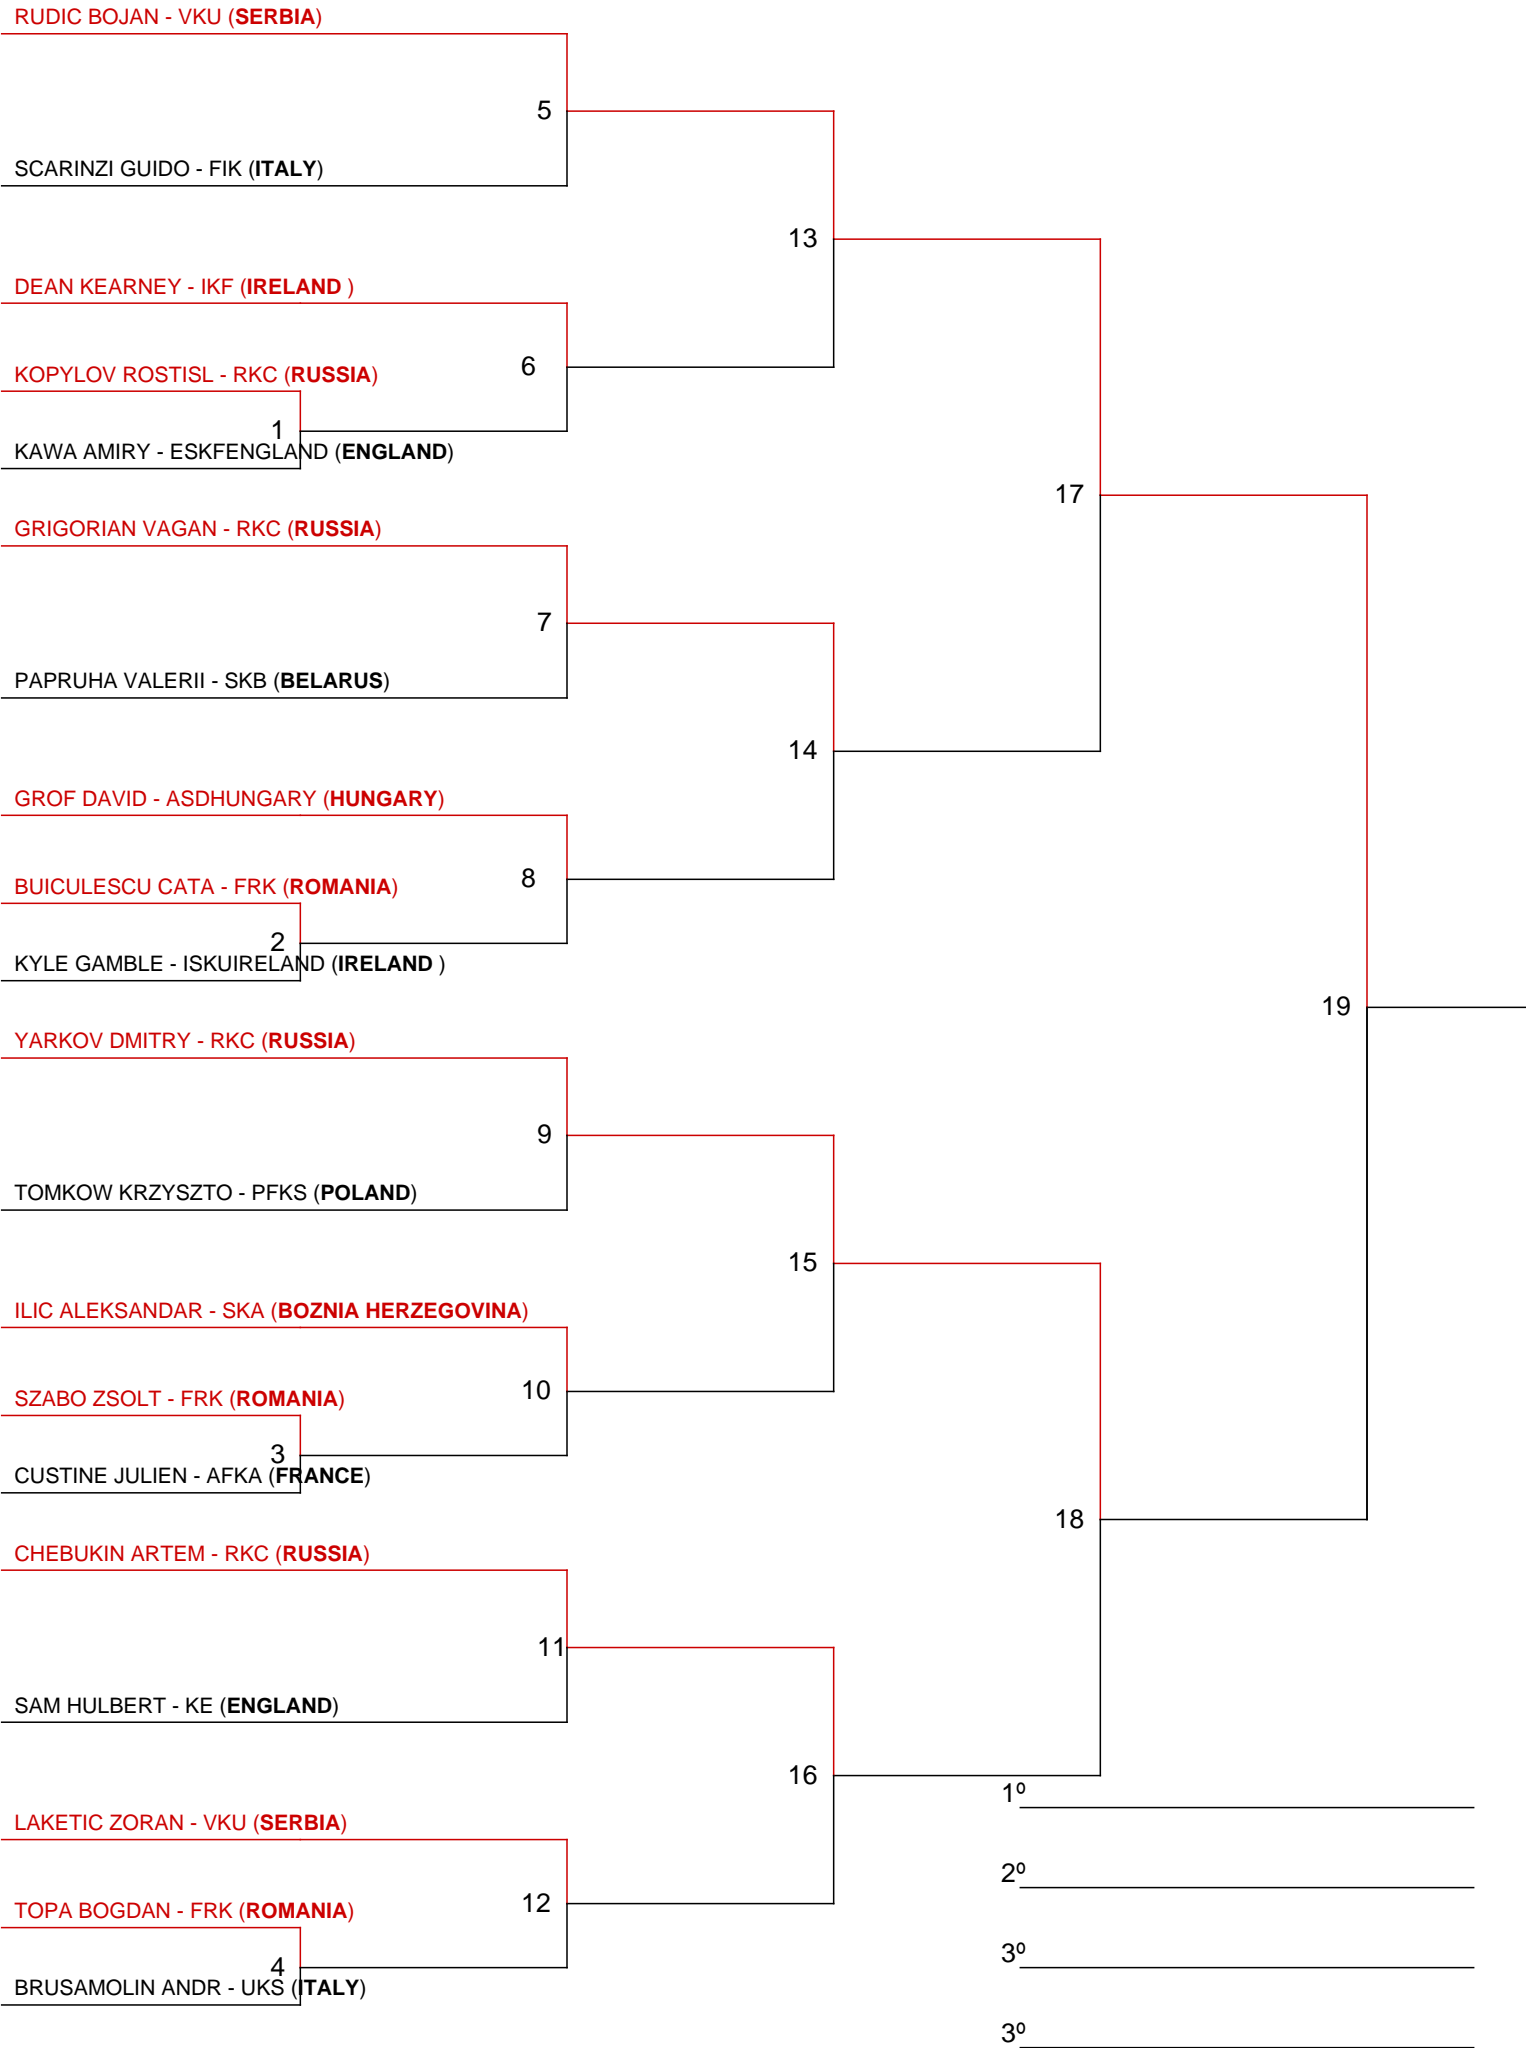 RUDIC BOJAN - VKU (SERBIA)
5
SCARINZI GUIDO - FIK (ITALY)
13
DEAN KEARNEY - IKF (IRELAND )
6
KOPYLOV ROSTISL - RKC (RUSSIA)
1
KAWA AMIRY - ESKFENGLAND (ENGLAND)
17
GRIGORIAN VAGAN - RKC (RUSSIA)
7
PAPRUHA VALERII - SKB (BELARUS)
14
GROF DAVID - ASDHUNGARY (HUNGARY)
8
BUICULESCU CATA - FRK (ROMANIA)
2
KYLE GAMBLE - ISKUIRELAND (IRELAND )
19
YARKOV DMITRY - RKC (RUSSIA)
9
TOMKOW KRZYSZTO - PFKS (POLAND)
15
ILIC ALEKSANDAR - SKA (BOZNIA HERZEGOVINA)
10
SZABO ZSOLT - FRK (ROMANIA)
3
CUSTINE JULIEN - AFKA (FRANCE)
18
CHEBUKIN ARTEM - RKC (RUSSIA)
11
SAM HULBERT - KE (ENGLAND)
16
1º
LAKETIC ZORAN - VKU (SERBIA)
2º
12
TOPA BOGDAN - FRK (ROMANIA)
3º
4
BRUSAMOLIN ANDR - UKS (ITALY)
3º